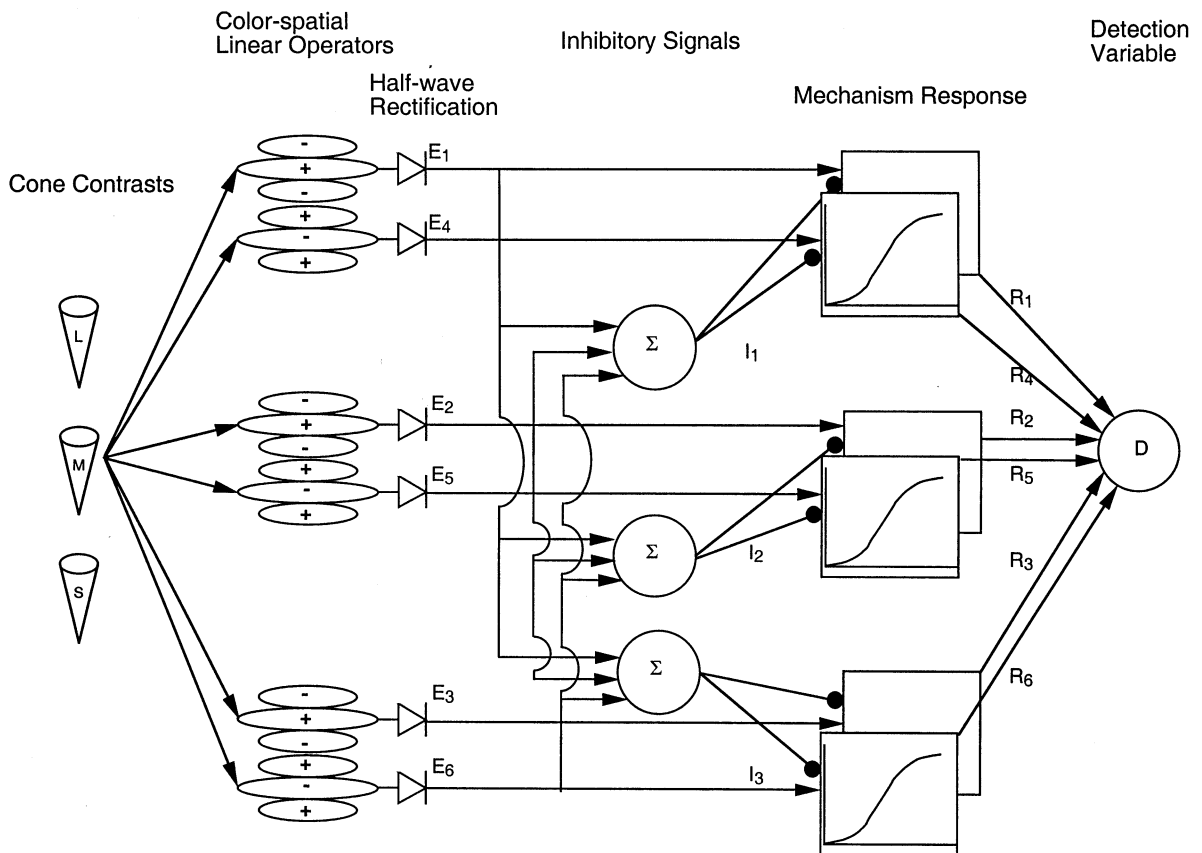 Color-spatial
Linear Operators
Inhibitory Signals
Detection
Variable
Half-wave
Rectification
Mechanism Response
Cone Contrasts
-
+
-
E1
+
-
+
E4
L
Σ
I1
R1
R4
-
+
-
E2
+
-
+
E5
M
R2
D
R5
Σ
I2
S
R3
Σ
R6
-
+
-
E3
+
-
+
E6
I3